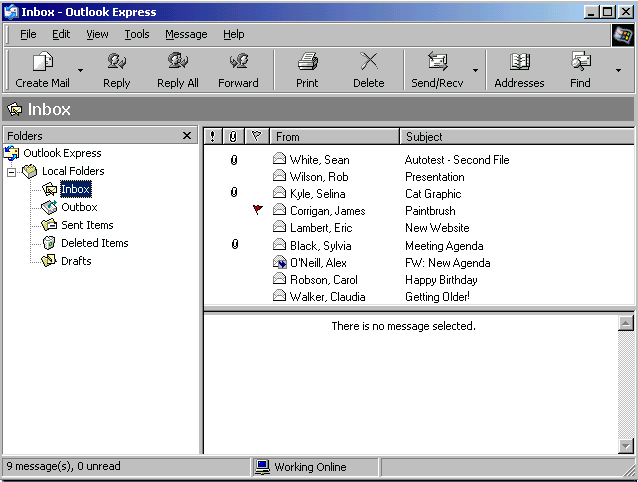 Inbox - Outlook Express
File Edit View Tools Message Help
Create Mail Reply Reply All Forward Print Delete Send/Recv Addresses Find
Inbox
Folders
Outlook Express
Local Folders
Inbox
Outbox
Sent Items
Deleted Items
Drafts
! From Subject
White, Sean Autotest - Second File
Wilson, Rob Presentation
Kyle, Selina Cat Graphic
Corrigan, James Paintbrush
Lambert, Eric New Website
Black, Sylvia Meeting Agenda
O'Neill, Alex FW: New Agenda
Robson, Carol Happy Birthday
Walker, Claudia Getting Older!
There is no message selected.
9 message(s), 0 unread Working Online